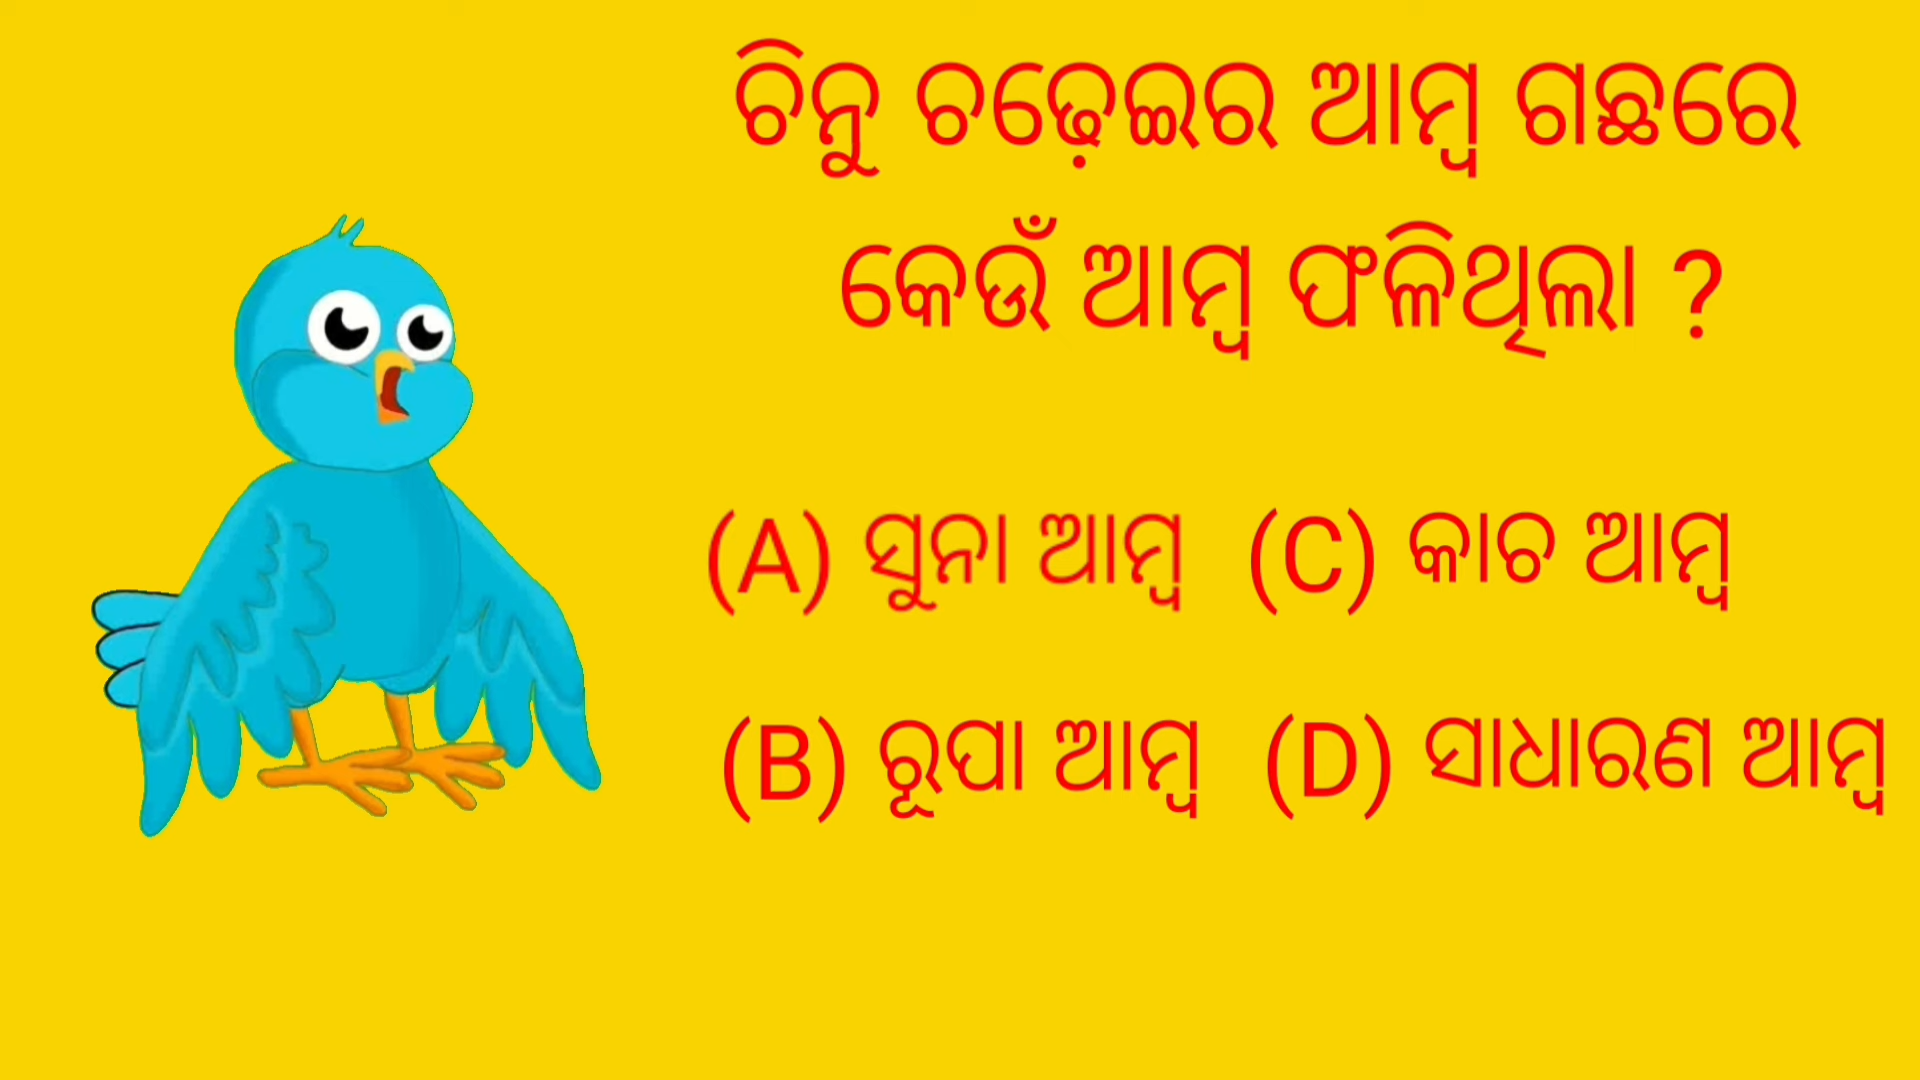 ଚିନୁ ଚଢ଼େଇର ଆମ୍ବ ଗଛରେ
କେଉଁ ଆମ୍ବ ଫଳିଥିଲା ?
(A) ସୁନା ଆମ୍ବ (C) କାଚ ଆମ୍ବ
(B) ରୂପା ଆମ୍ବ (D) ସାଧାରଣ ଆମ୍ବ